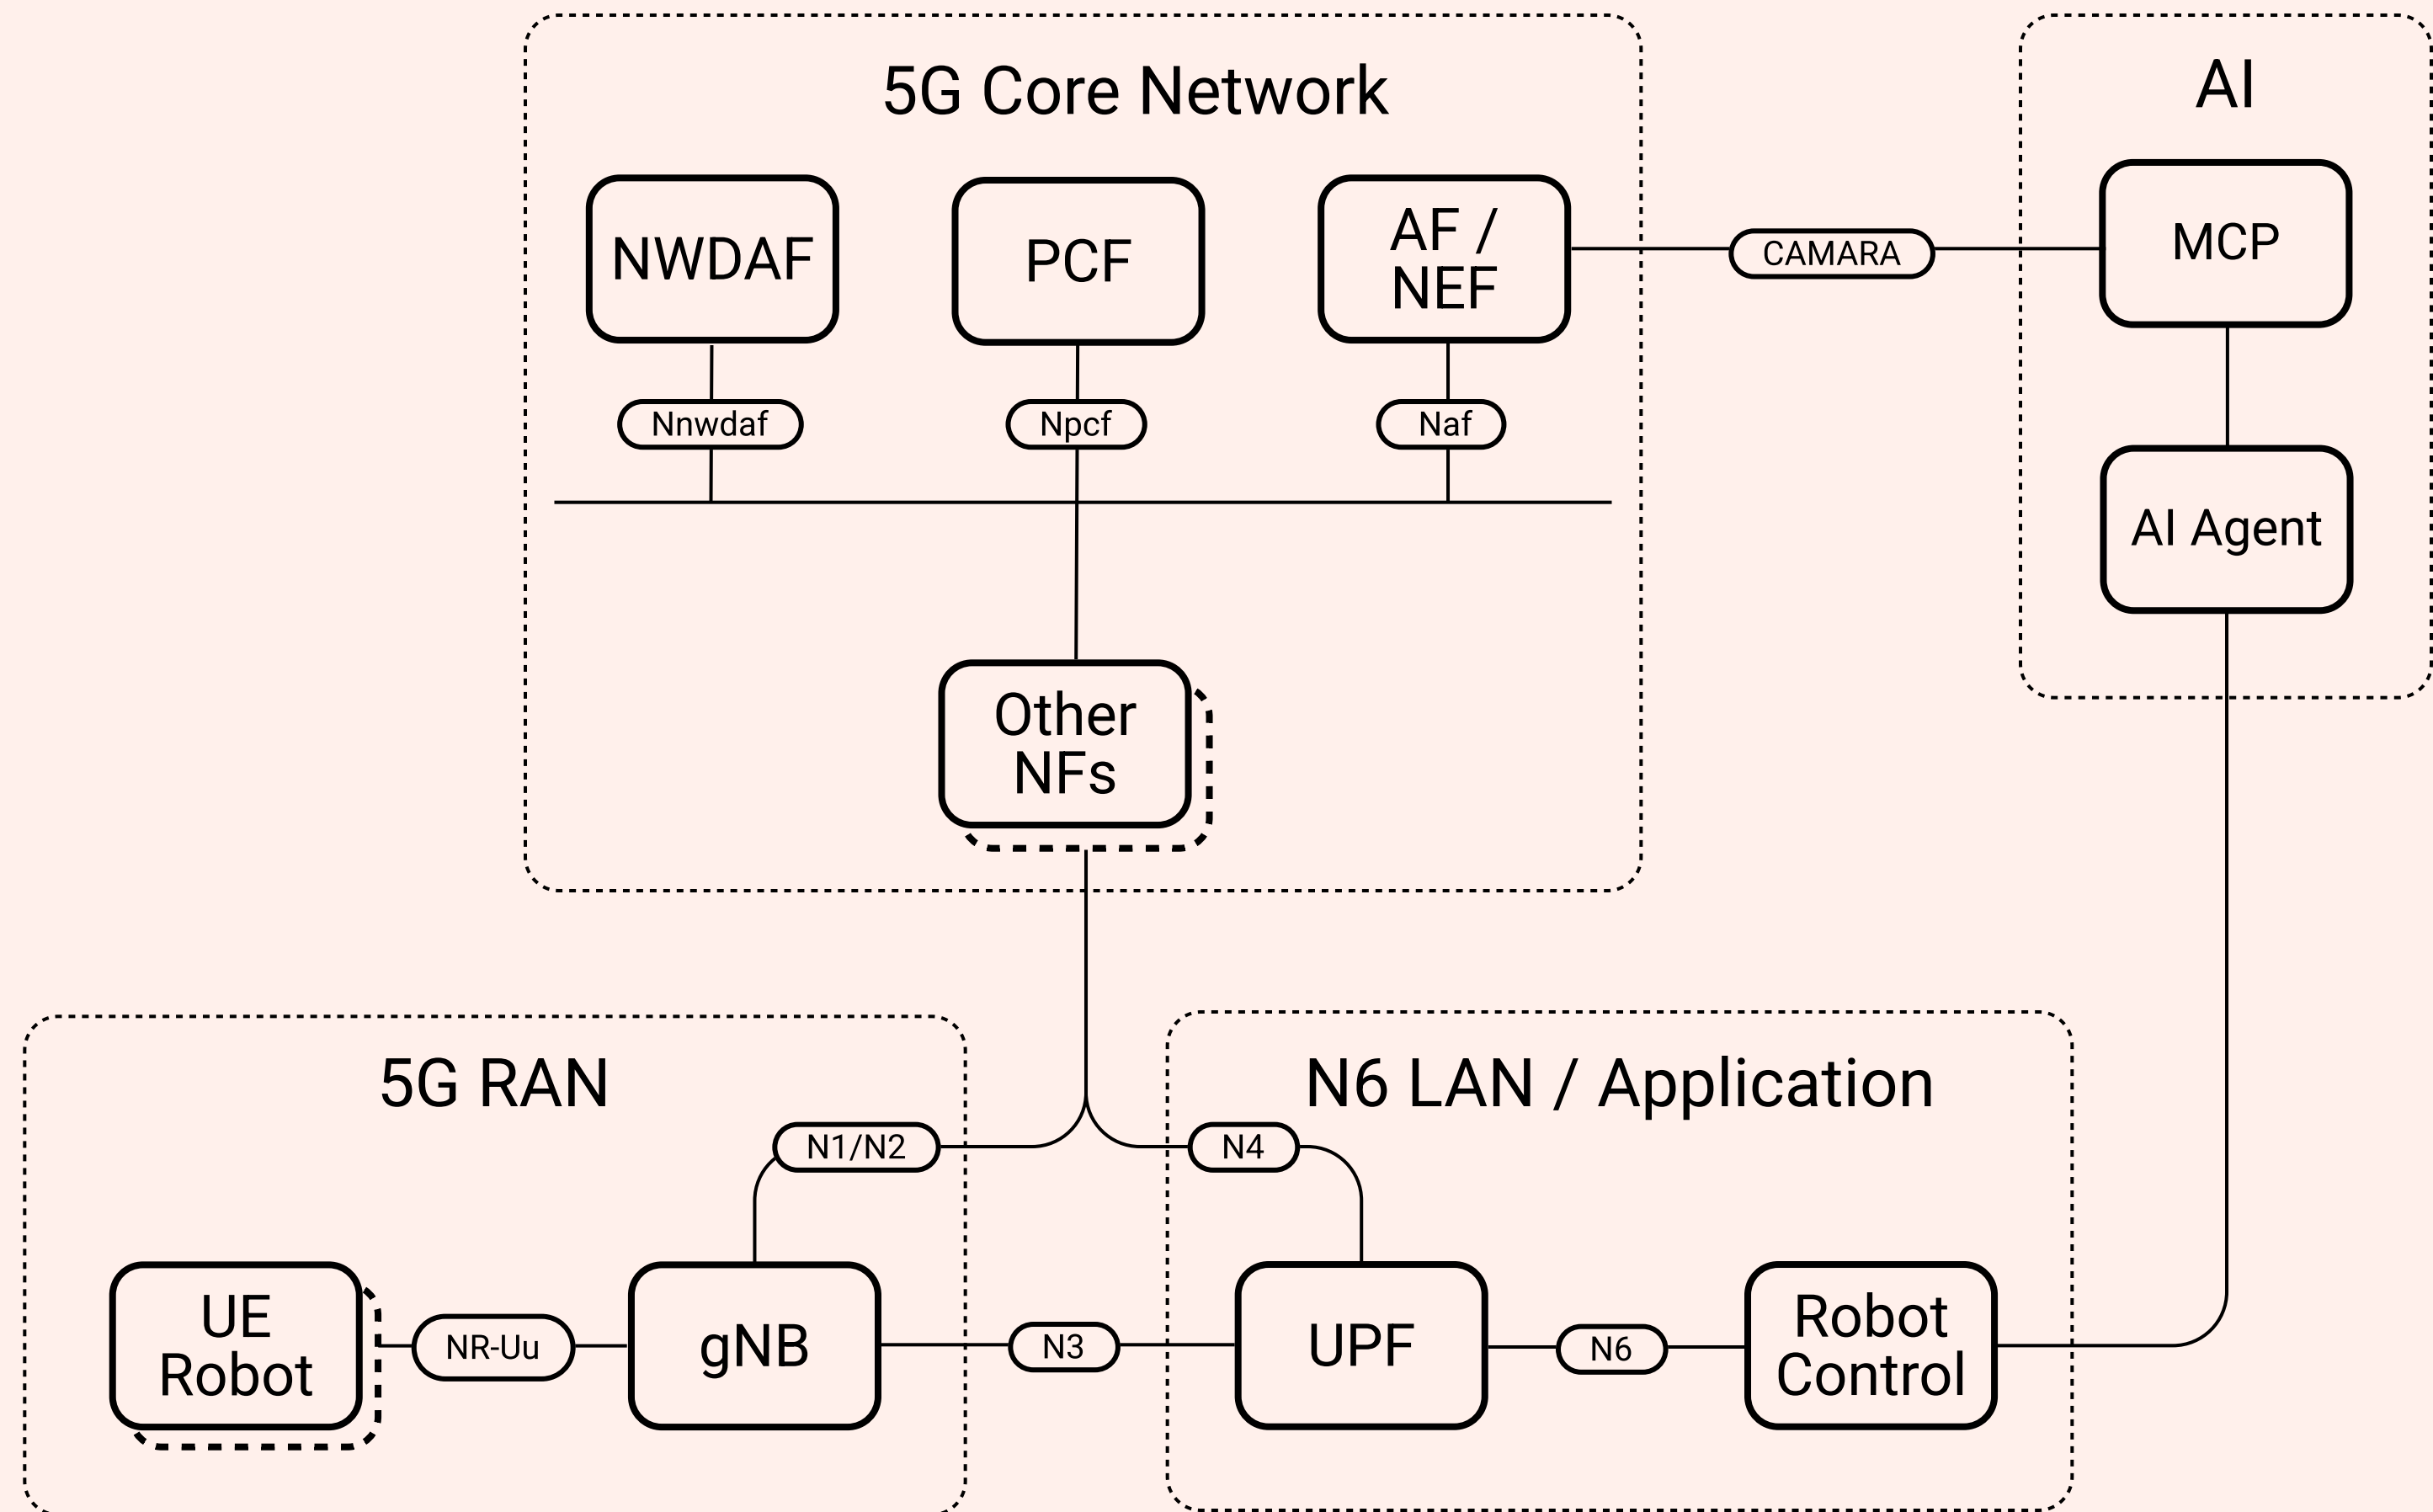 5G Core Network
AI
NWDAF
PCF
AF /
NEF
CAMARA
MCP
Nnwdaf
Npcf
Naf
AI Agent
Other
NFs
5G RAN
N6 LAN / Application
N1/N2
N4
UE
Robot
NR-Uu
gNB
N3
UPF
N6
Robot
Control